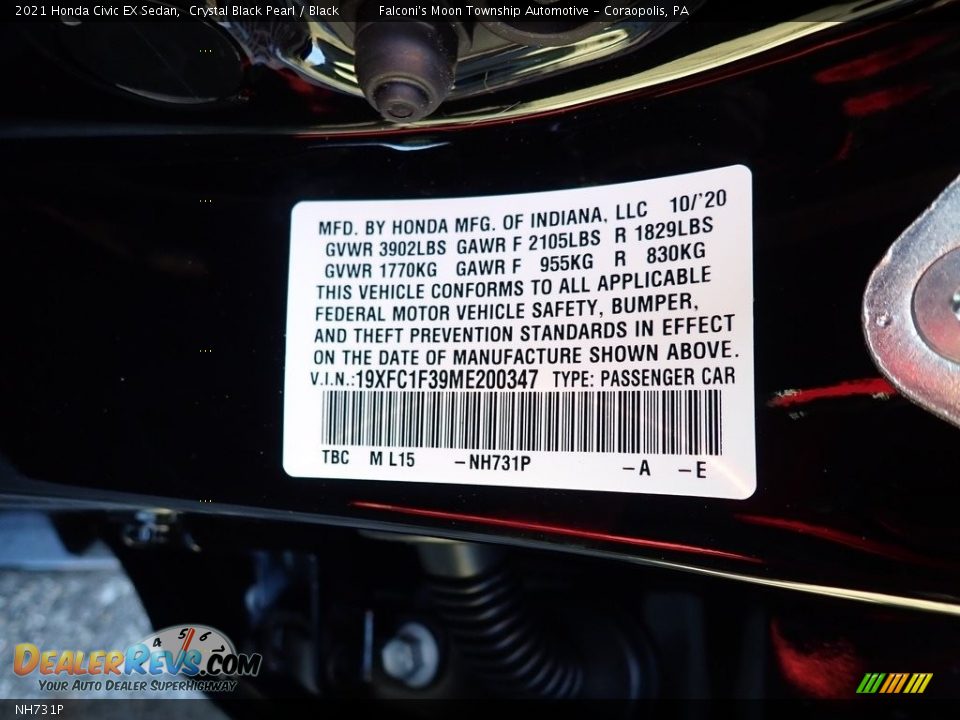 2021 Honda Civic EX Sedan, Crystal Black Pearl / Black Falconi's Moon Township Automotive – Coraopolis, PA
MFD. BY HONDA MFG. OF INDIANA, LLC 10/'20
GVWR 3902LBS GAWR F 2105LBS R 1829LBS
GVWR 1770KG GAWR F 955KG R 830KG
THIS VEHICLE CONFORMS TO ALL APPLICABLE
FEDERAL MOTOR VEHICLE SAFETY, BUMPER,
AND THEFT PREVENTION STANDARDS IN EFFECT
ON THE DATE OF MANUFACTURE SHOWN ABOVE.
V.I.N.:19XFC1F39ME200347 TYPE: PASSENGER CAR
TBC M L15 –NH731P –A –E
4 5 6
DEALERREVS.COM
YOUR AUTO DEALER SUPERHIGHWAY
NH731P